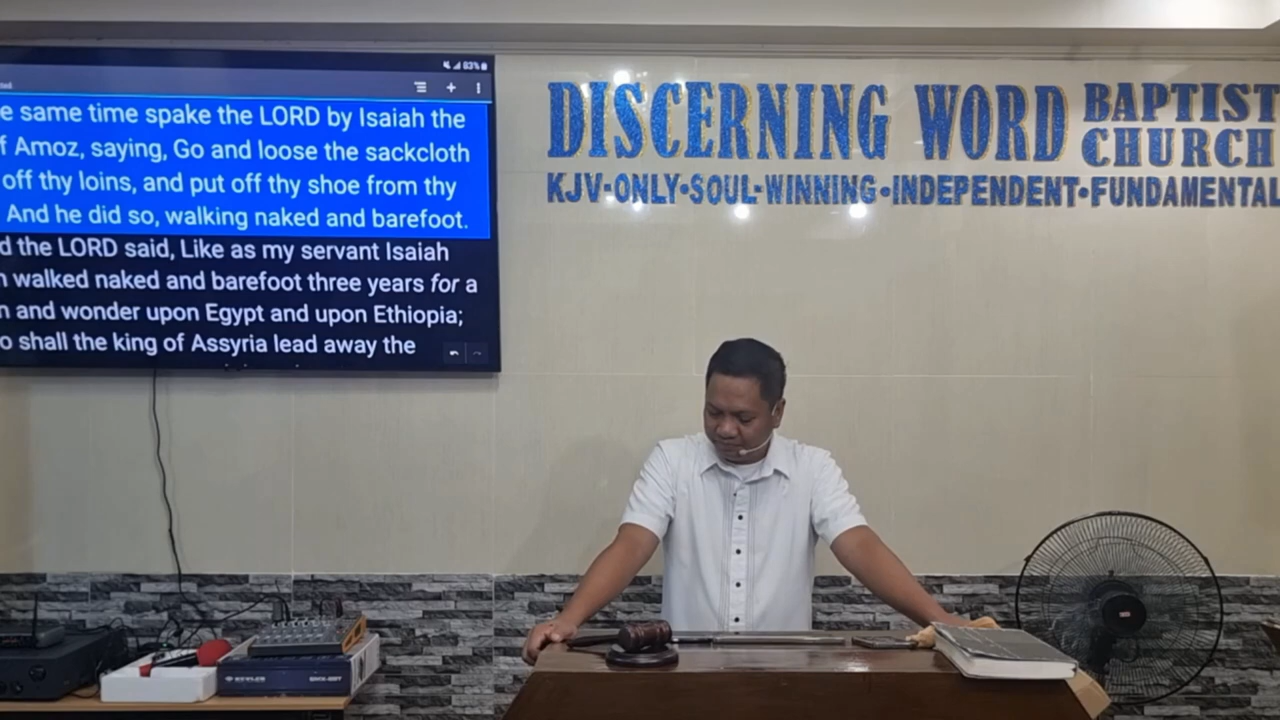 83%
e same time spake the LORD by Isaiah the
f Amoz, saying, Go and loose the sackcloth
off thy loins, and put off thy shoe from thy
And he did so, walking naked and barefoot.
d the LORD said, Like as my servant Isaiah
walked naked and barefoot three years for a
n and wonder upon Egypt and upon Ethiopia;
o shall the king of Assyria lead away the
DISCERNING WORD BAPTIST
CHURCH
KJV-ONLY•SOUL-WINNING•INDEPENDENT•FUNDAMENTAL